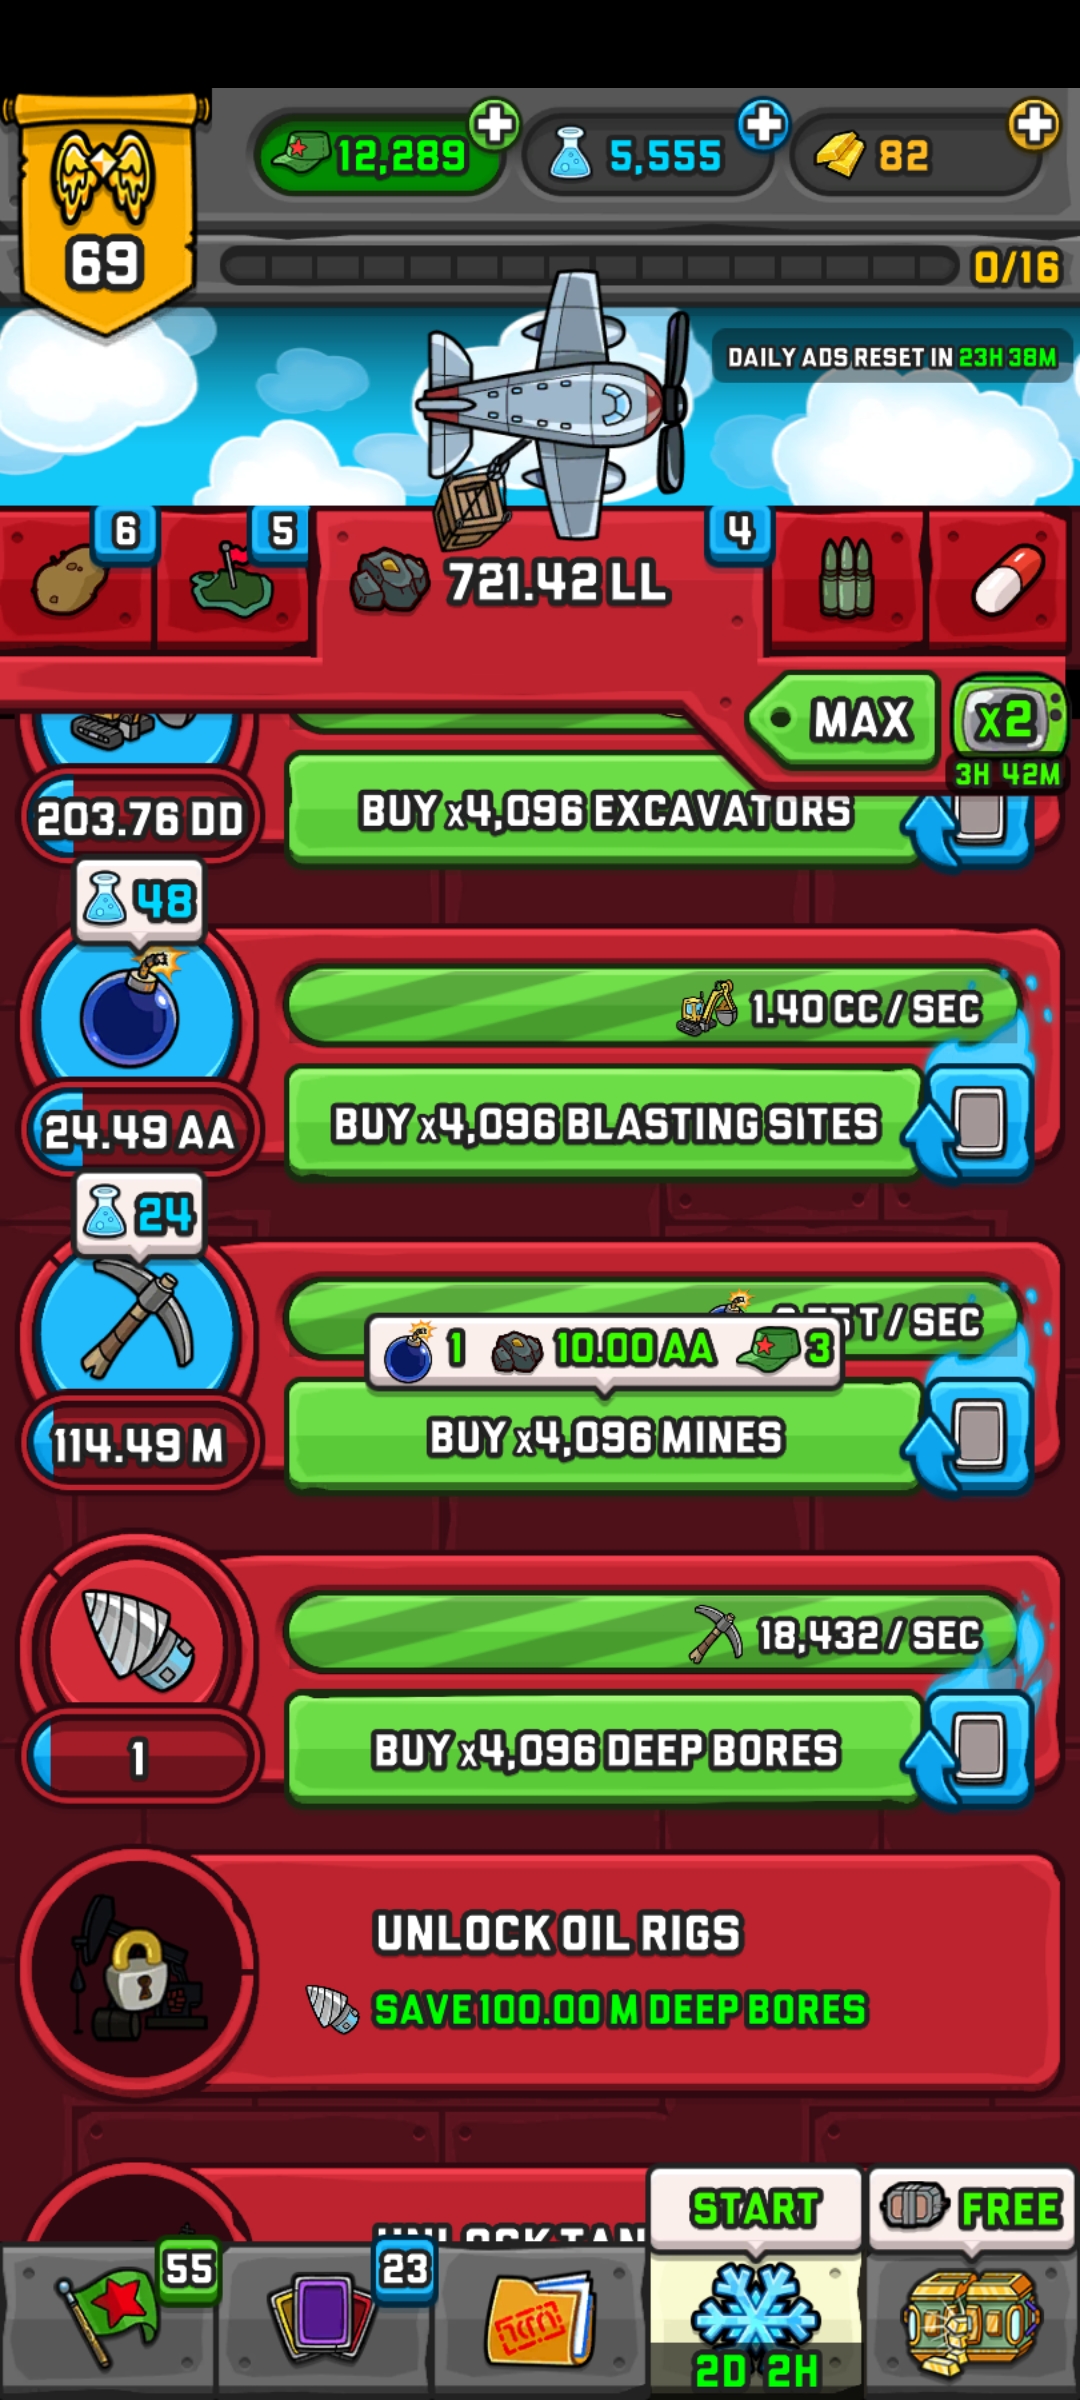 12,289
5,555
82
69
0/16
DAILY ADS RESET IN 23H 38M
6
5
721.42 LL
4
MAX
x2
3H 42M
203.76 DD
BUY x4,096 EXCAVATORS
48
1.40 CC / SEC
24.49 AA
BUY x4,096 BLASTING SITES
24
T / SEC
1
10.00 AA
3
114.49 M
BUY x4,096 MINES
18,432 / SEC
1
BUY x4,096 DEEP BORES
UNLOCK OIL RIGS
SAVE 100.00 M DEEP BORES
START
FREE
55
23
2D 2H